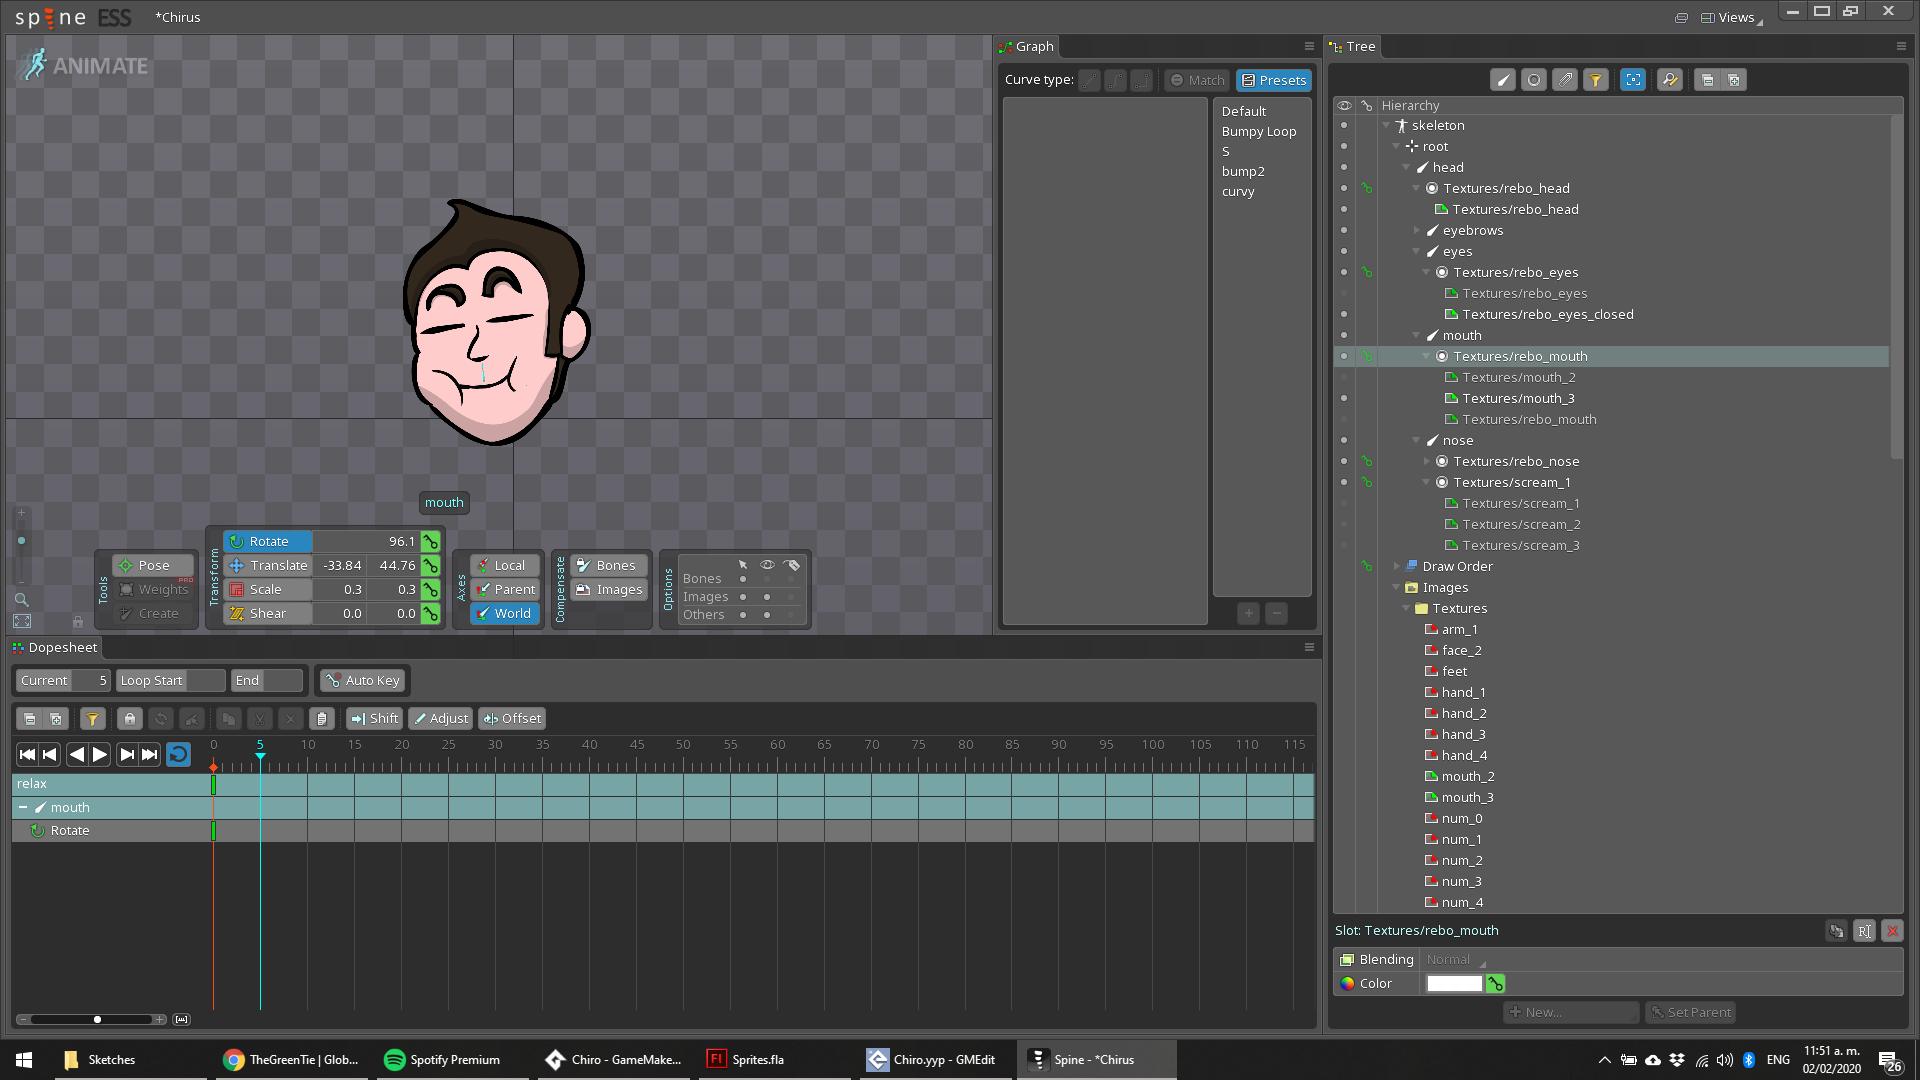 spine ESS
*Chirus
Views
ANIMATE
mouth
Tools
Pose
Weights
PRO
Create
Transform
Rotate 96.1
Translate -33.84 44.76
Scale 0.3 0.3
Shear 0.0 0.0
Axes
Local
Parent
World
Compensate
Bones
Images
Options
Bones
Images
Others
Graph
Curve type:
Match
Presets
Default
Bumpy Loop
S
bump2
curvy
Tree
Hierarchy
skeleton
root
head
Textures/rebo_head
Textures/rebo_head
eyebrows
eyes
Textures/rebo_eyes
Textures/rebo_eyes
Textures/rebo_eyes_closed
mouth
Textures/rebo_mouth
Textures/mouth_2
Textures/mouth_3
Textures/rebo_mouth
nose
Textures/rebo_nose
Textures/scream_1
Textures/scream_1
Textures/scream_2
Textures/scream_3
Draw Order
Images
Textures
arm_1
face_2
feet
hand_1
hand_2
hand_3
hand_4
mouth_2
mouth_3
num_0
num_1
num_2
num_3
num_4
Slot: Textures/rebo_mouth
Blending Normal
Color
New...
Set Parent
Dopesheet
Current 5 Loop Start End Auto Key
Shift Adjust Offset
0 5 10 15 20 25 30 35 40 45 50 55 60 65 70 75 80 85 90 95 100 105 110 115
relax
mouth
Rotate
Sketches
TheGreenTie | Glob...
Spotify Premium
Chiro - GameMake...
Fl
Sprites.fla
Chiro.yyp - GMEdit
Spine - *Chirus
ENG
11:51 a. m.
02/02/2020
26